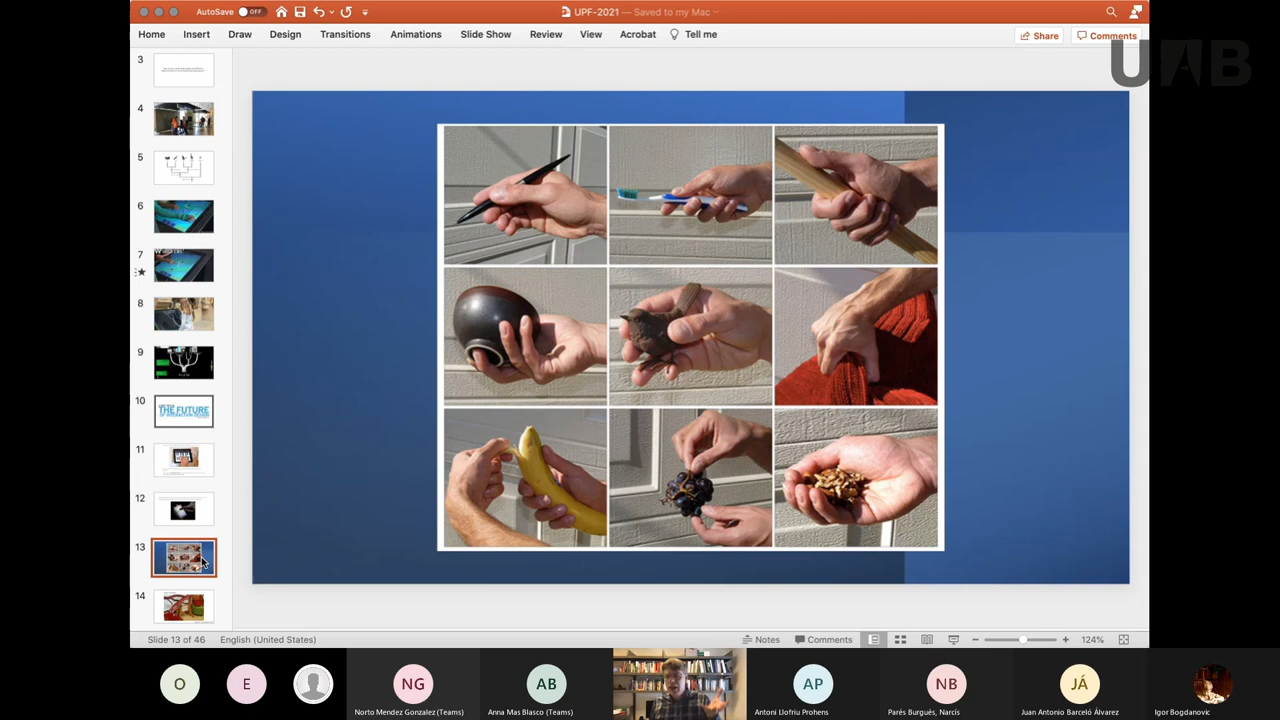 AutoSave OFF
UPF-2021 — Saved to my Mac
Home Insert Draw Design Transitions Animations Slide Show Review View Acrobat Tell me
Share Comments
UAB
3
4
5
6
7
8
9
10
THE FUTURE
11
12
13
14
Slide 13 of 46 English (United States) Notes Comments 124%
O E NG AB AP NB JÁ
Norto Mendez Gonzalez (Teams) Anna Mas Blasco (Teams) Antoni Llofriu Prohens Parés Burgués, Narcís Juan Antonio Barceló Álvarez Igor Bogdanovic